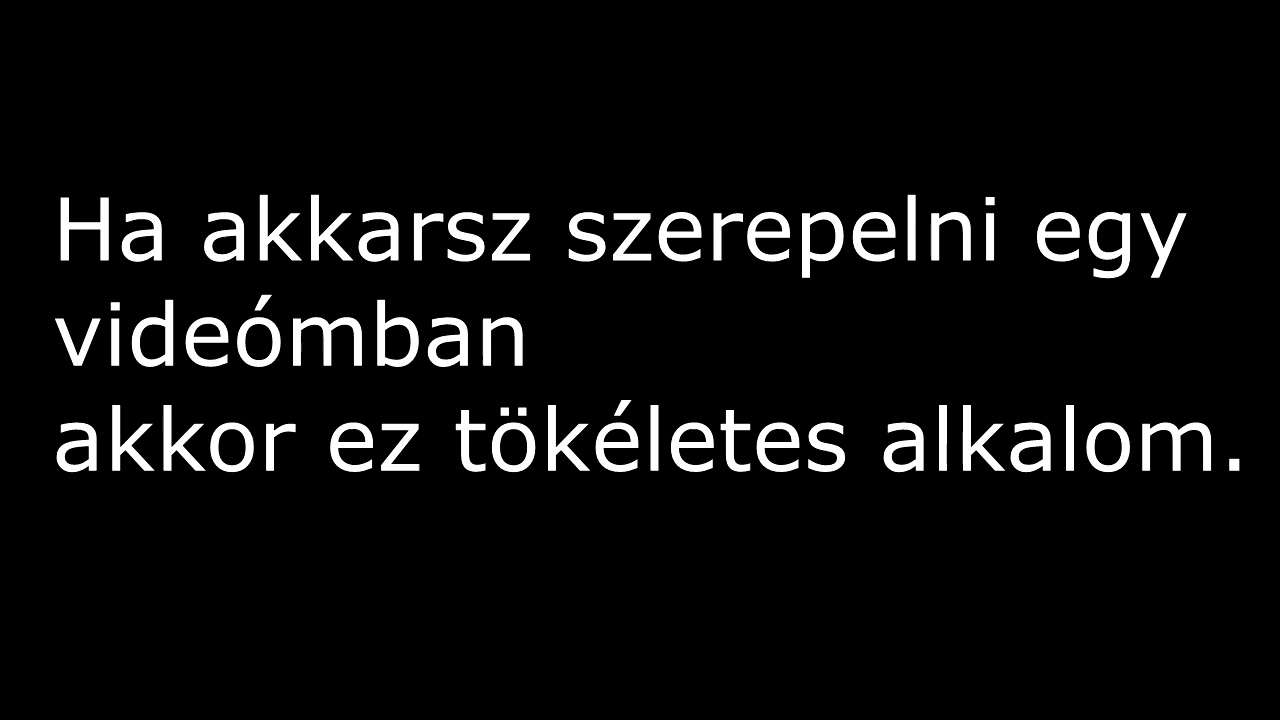 Ha akkarsz szerepelni egy
videómban
akkor ez tökéletes alkalom.